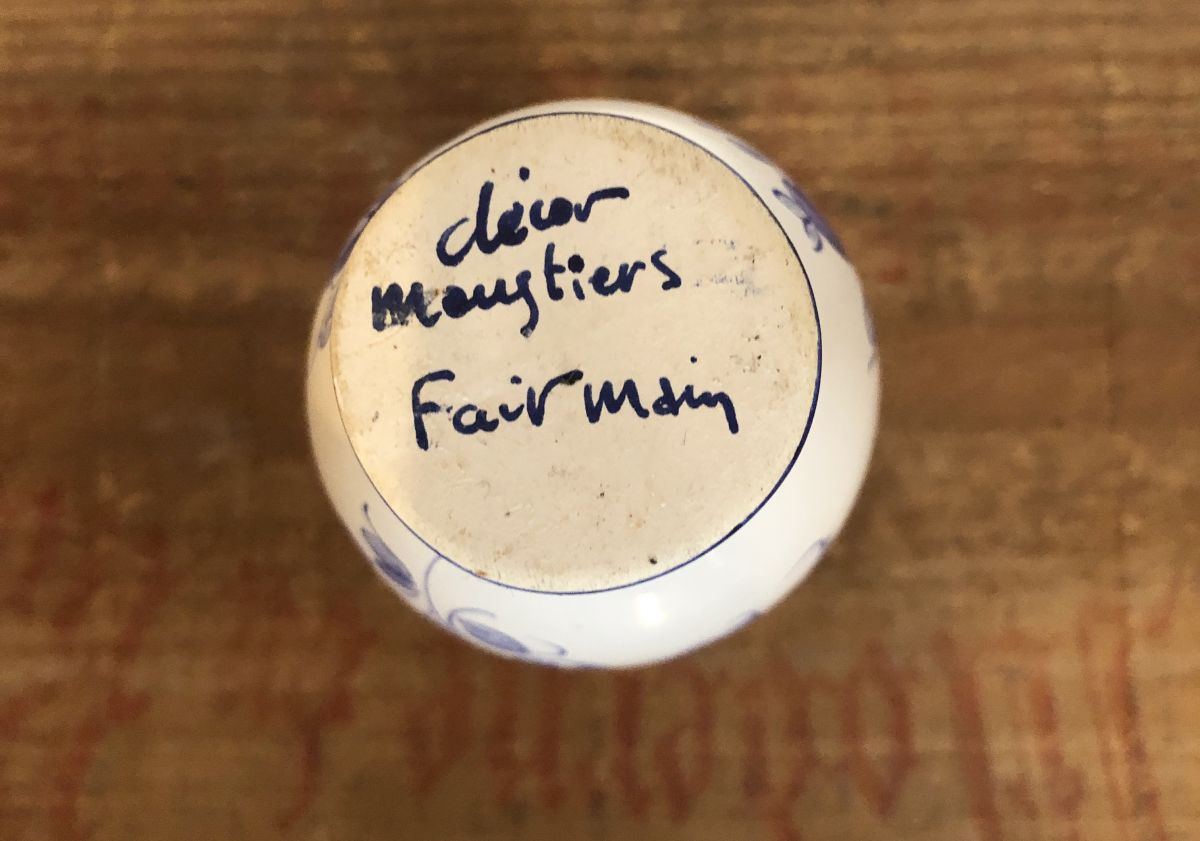 décor
moustiers
Fait main